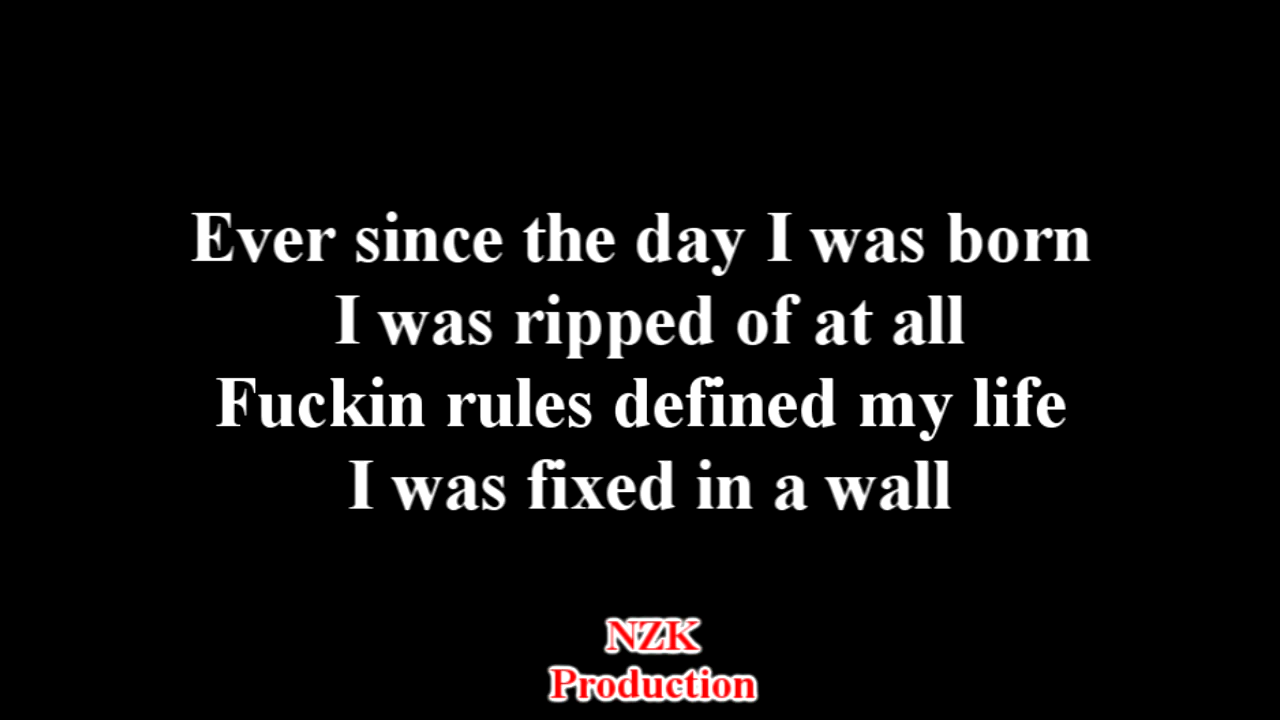 Ever since the day I was born
I was ripped of at all
Fuckin rules defined my life
I was fixed in a wall
NZK
Production